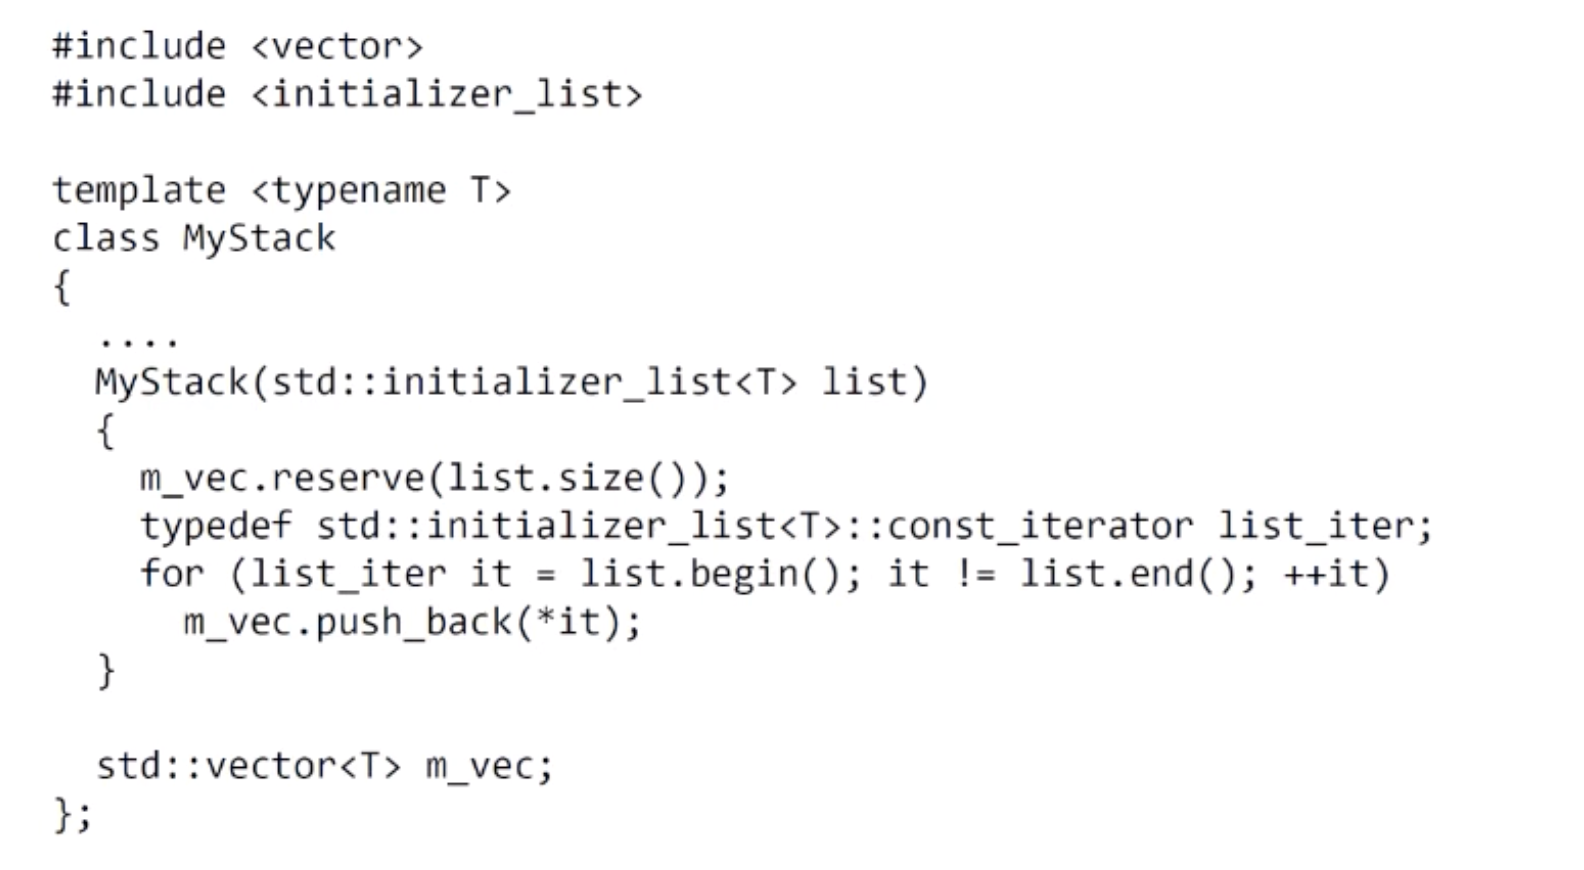 #include <vector>
#include <initializer_list>
template <typename T>
class MyStack
{
....
MyStack(std::initializer_list<T> list)
{
m_vec.reserve(list.size());
typedef std::initializer_list<T>::const_iterator list_iter;
for (list_iter it = list.begin(); it != list.end(); ++it)
m_vec.push_back(*it);
}
std::vector<T> m_vec;
};